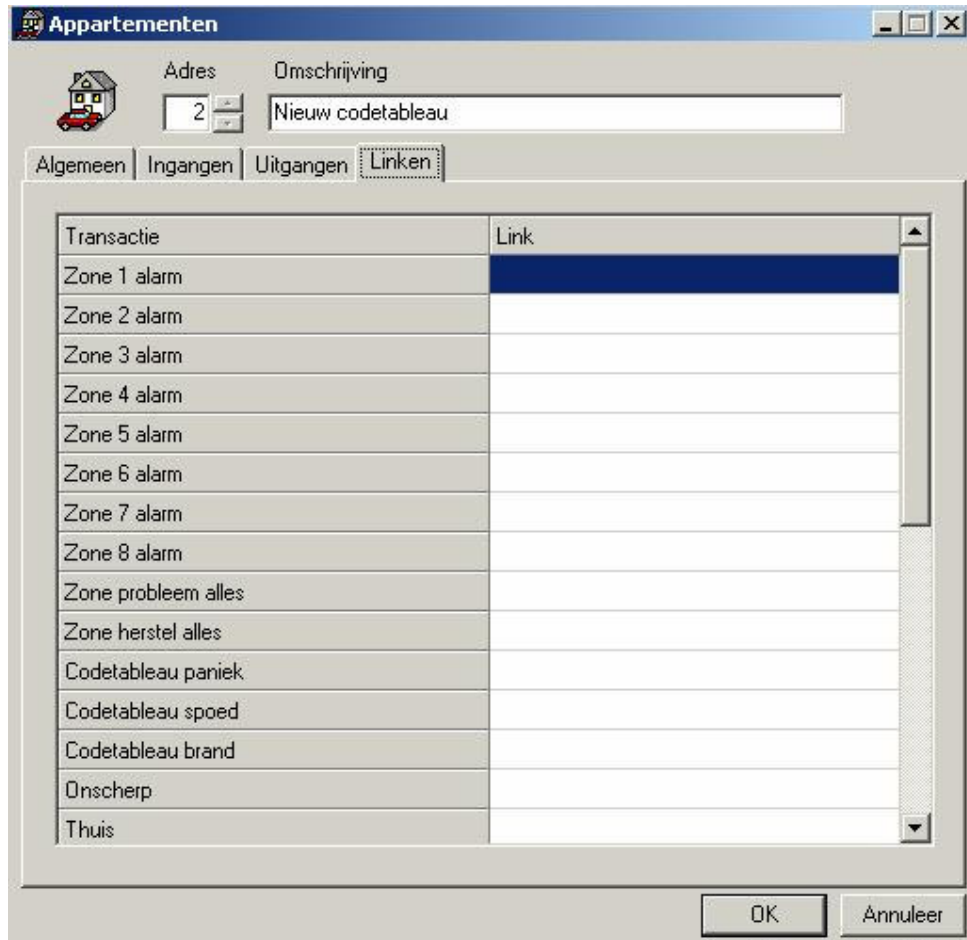 Appartementen
Adres Omschrijving
2 Nieuw codetableau
Algemeen Ingangen Uitgangen Linken
Transactie Link
Zone 1 alarm
Zone 2 alarm
Zone 3 alarm
Zone 4 alarm
Zone 5 alarm
Zone 6 alarm
Zone 7 alarm
Zone 8 alarm
Zone probleem alles
Zone herstel alles
Codetableau paniek
Codetableau spoed
Codetableau brand
Onscherp
Thuis
OK Annuleer